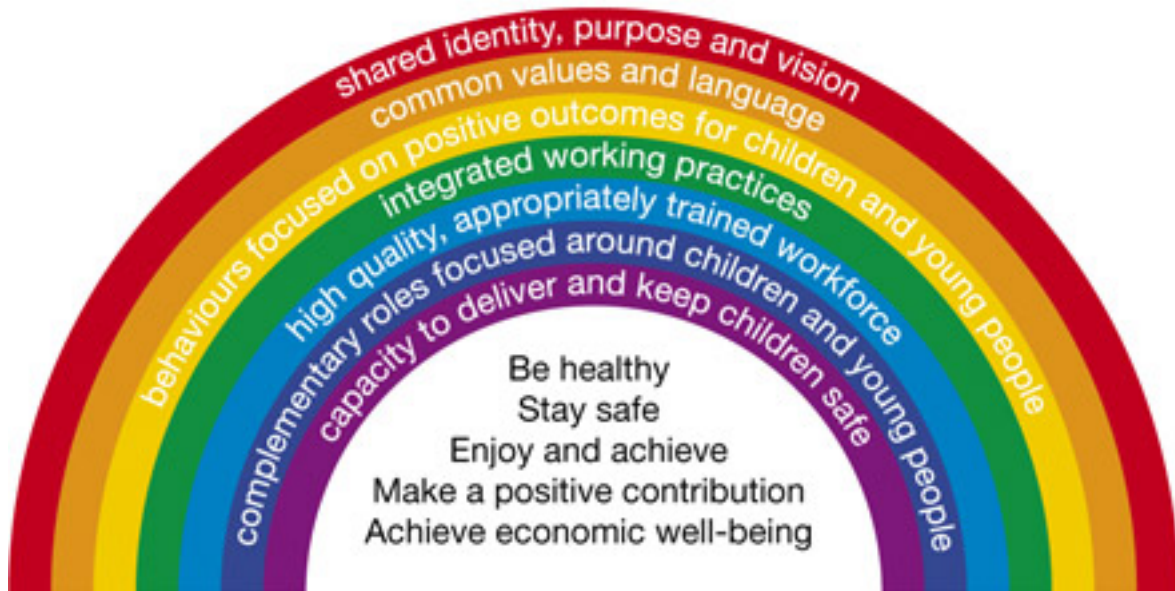 shared identity, purpose and vision
common values and language
behaviours focused on positive outcomes for children and young people
integrated working practices
high quality, appropriately trained workforce
complementary roles focused around children and young people
capacity to deliver and keep children safe
Be healthy
Stay safe
Enjoy and achieve
Make a positive contribution
Achieve economic well-being